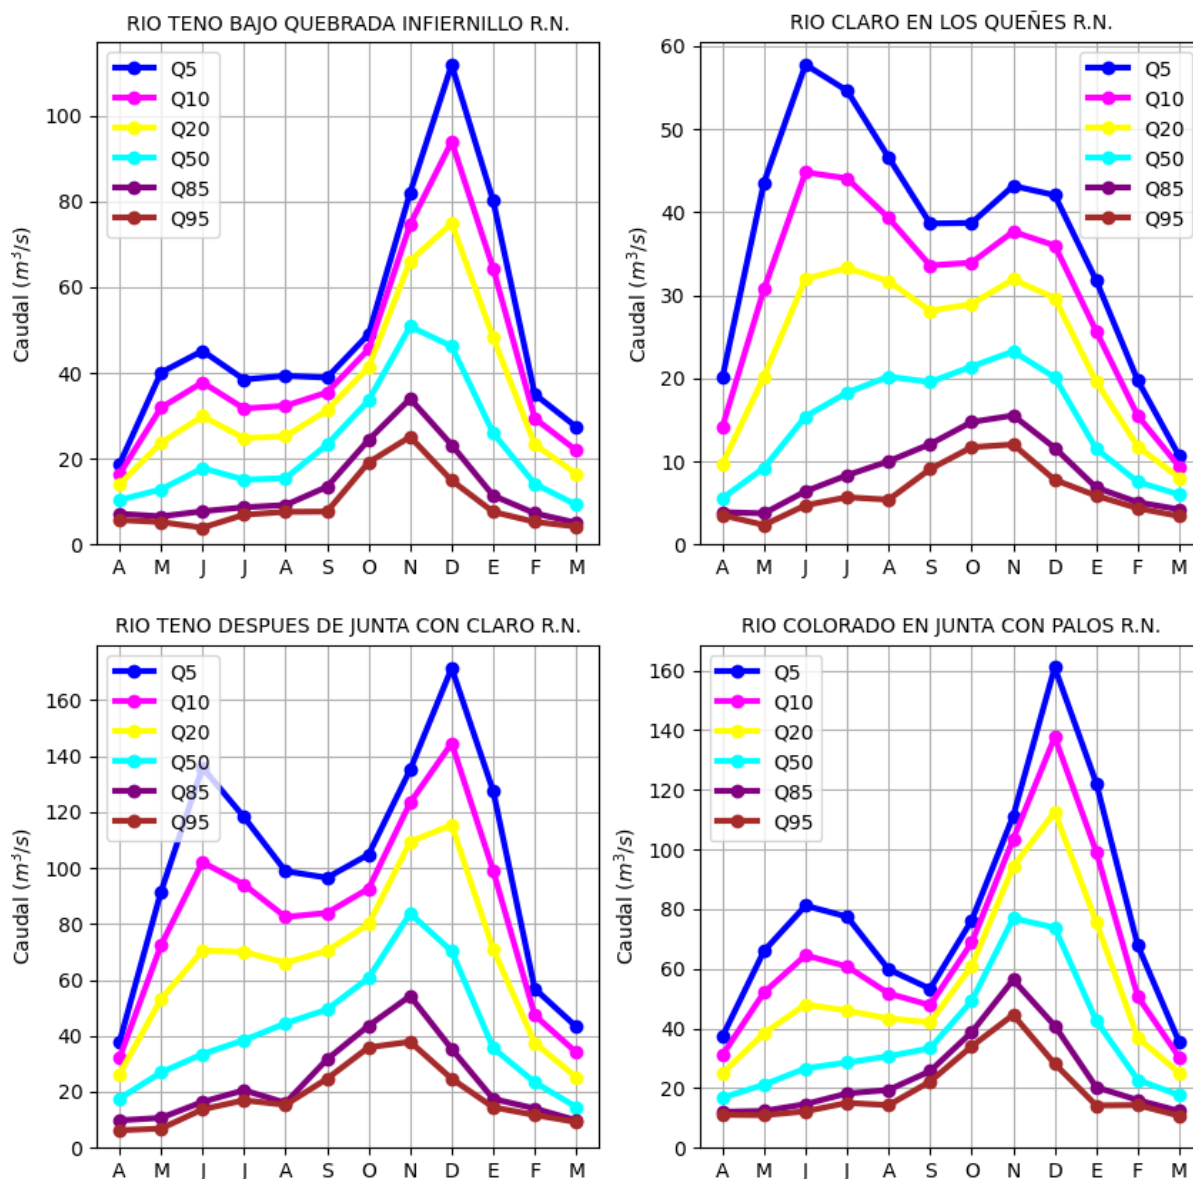 RIO TENO BAJO QUEBRADA INFIERNILLO R.N.
Caudal (m³/s)
100
80
60
40
20
0
Q5
Q10
Q20
Q50
Q85
Q95
A M J J A S O N D E F M
RIO CLARO EN LOS QUEÑES R.N.
Caudal (m³/s)
60
50
40
30
20
10
0
Q5
Q10
Q20
Q50
Q85
Q95
A M J J A S O N D E F M
RIO TENO DESPUES DE JUNTA CON CLARO R.N.
Caudal (m³/s)
160
140
120
100
80
60
40
20
0
Q5
Q10
Q20
Q50
Q85
Q95
A M J J A S O N D E F M
RIO COLORADO EN JUNTA CON PALOS R.N.
Caudal (m³/s)
160
140
120
100
80
60
40
20
0
Q5
Q10
Q20
Q50
Q85
Q95
A M J J A S O N D E F M